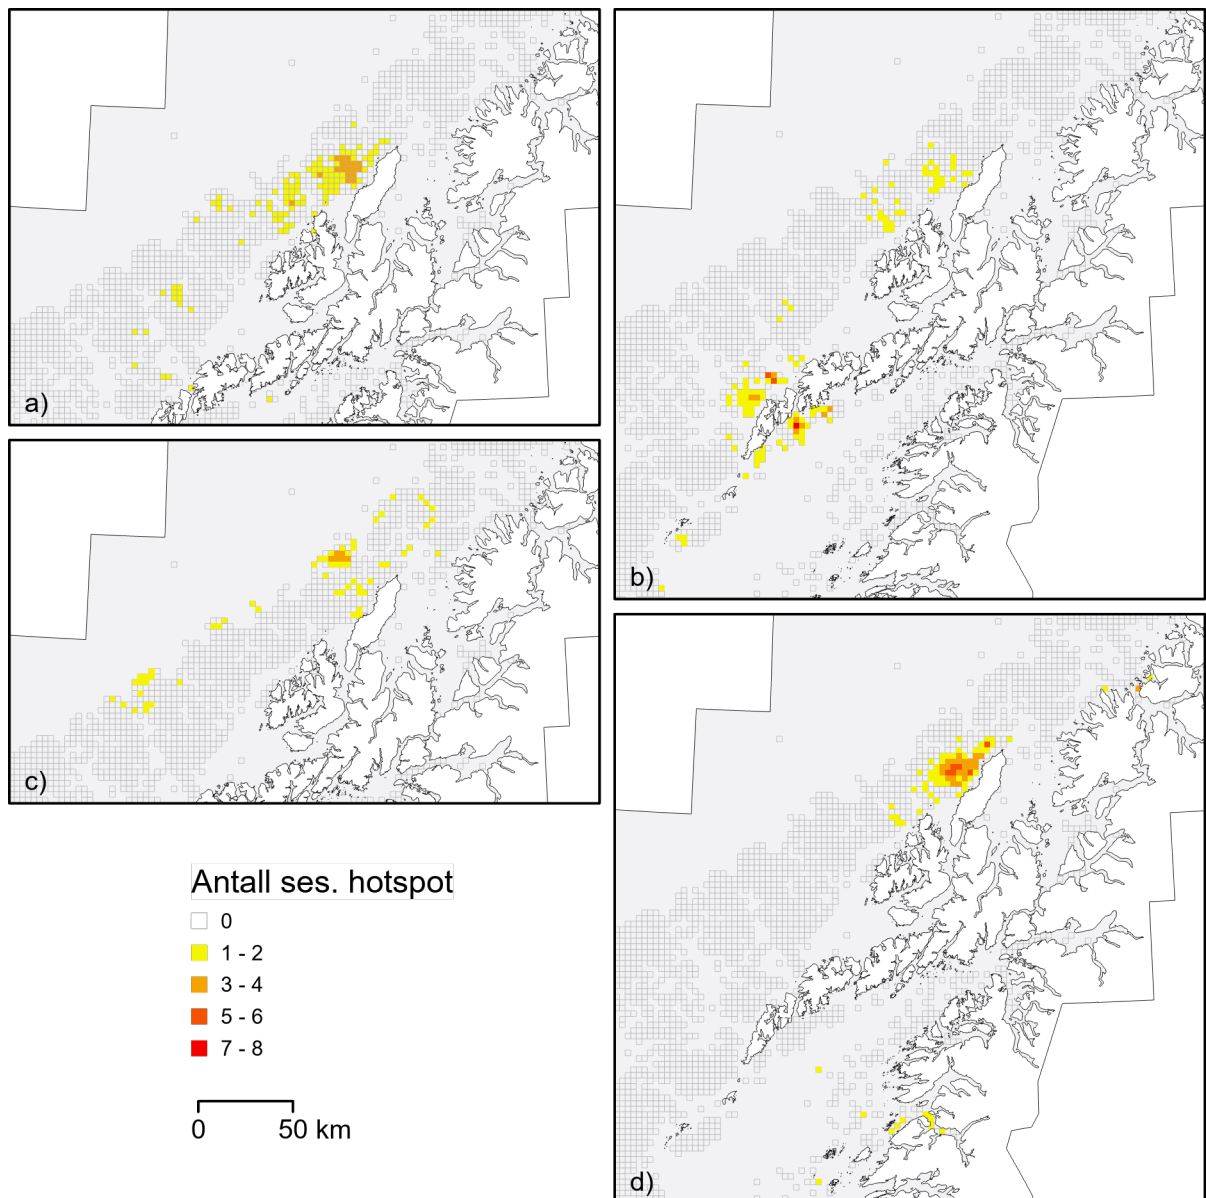 a)
b)
c)
d)
Antall ses. hotspot
0
1 - 2
3 - 4
5 - 6
7 - 8
0 50 km